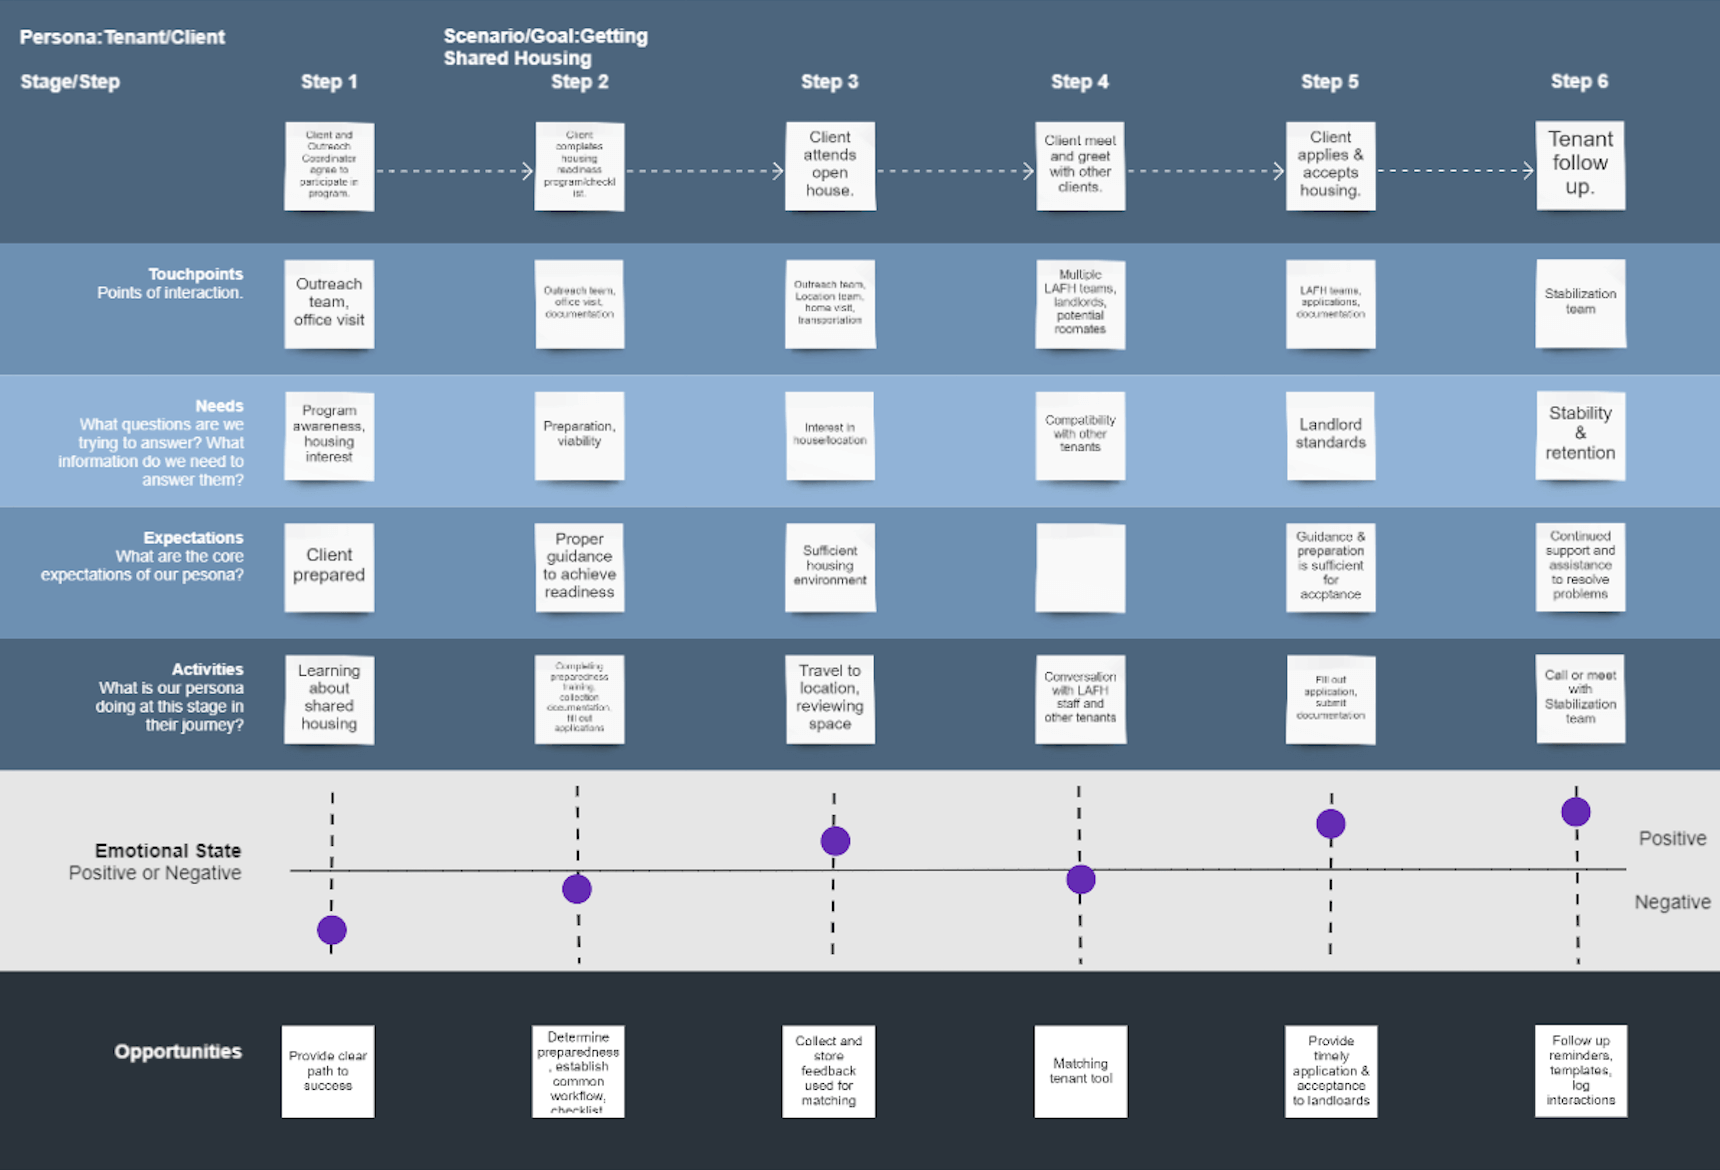 Persona:Tenant/Client
Scenario/Goal:Getting
Shared Housing
Stage/Step
Step 1
Step 2
Step 3
Step 4
Step 5
Step 6
Client and
Outreach
Coordinator
agree to
participate in
program.
Client
completes
housing
readiness
program/checkl
ist.
Client
attends
open
house.
Client meet
and greet
with other
clients.
Client
applies &
accepts
housing.
Tenant
follow
up.
Touchpoints
Points of interaction.
Outreach
team,
office visit
Outreach team,
office visit,
documentation
Outreach team,
Location team,
home visit,
transportation
Multiple
LAFH teams,
landlords,
potential
roomates
LAFH teams,
applications,
documentation
Stabilization
team
Needs
What questions are we
trying to answer? What
information do we need to
answer them?
Program
awareness,
housing
interest
Preparation,
viability
Interest in
house/location
Compatibility
with other
tenants
Landlord
standards
Stability
&
retention
Expectations
What are the core
expectations of our pesona?
Client
prepared
Proper
guidance
to achieve
readiness
Sufficient
housing
environment
Guidance &
preparation
is sufficient
for
accptance
Continued
support and
assistance
to resolve
problems
Activities
What is our persona
doing at this stage in
their journey?
Learning
about
shared
housing
Completing
preparedness
training,
collection
documentation,
fill out
applications
Travel to
location,
reviewing
space
Conversation
with LAFH
staff and
other tenants
Fill out
application,
submit
documentation
Call or meet
with
Stabilization
team
Emotional State
Positive or Negative
Positive
Negative
Opportunities
Provide clear
path to
success
Determine
preparedness
, establish
common
workflow,
checklist
Collect and
store
feedback
used for
matching
Matching
tenant tool
Provide
timely
application &
acceptance
to landloards
Follow up
reminders,
templates,
log
interactions